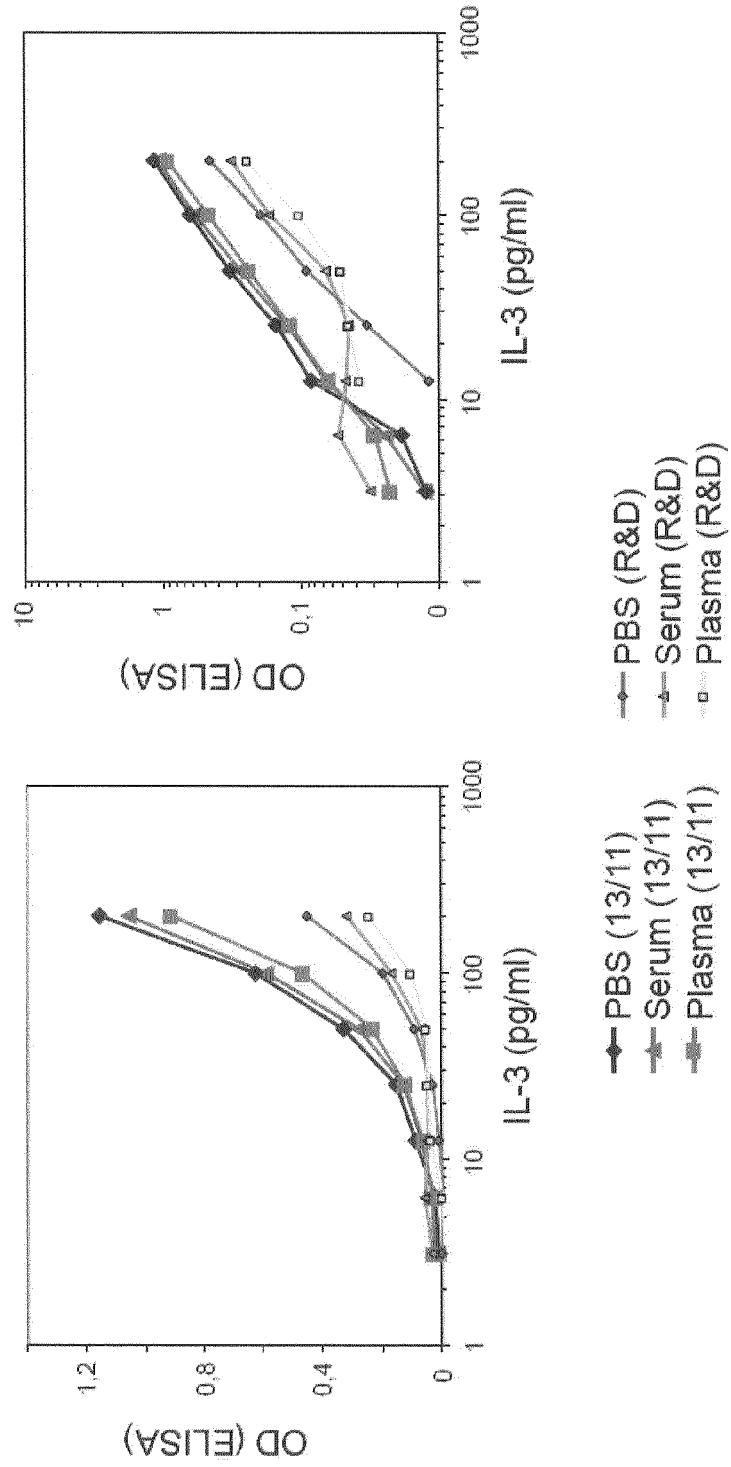 OD (ELISA)
1,2
0,8
0,4
0
1
10
100
1000
IL-3 (pg/ml)
OD (ELISA)
10
1
0,1
0
1
10
100
1000
IL-3 (pg/ml)
PBS (13/11)
Serum (13/11)
Plasma (13/11)
PBS (R&D)
Serum (R&D)
Plasma (R&D)